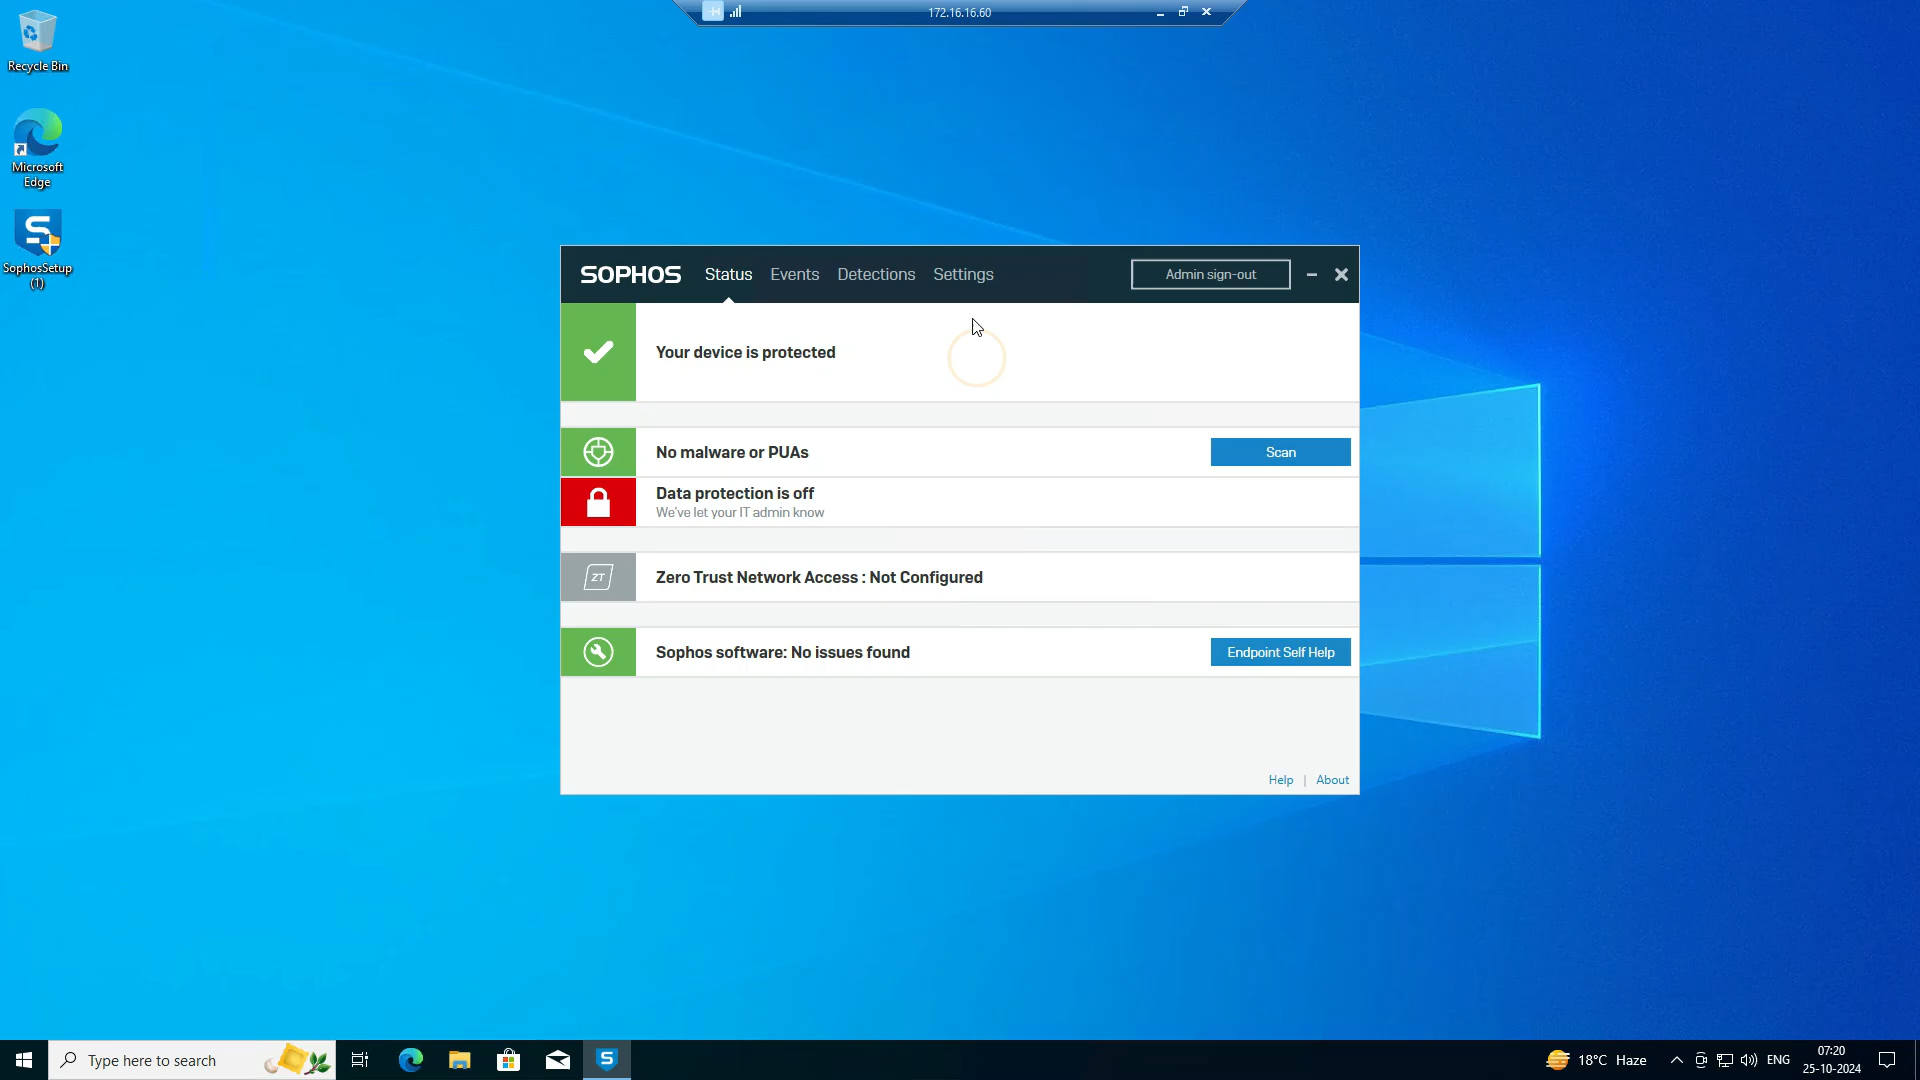 172.16.16.60
Recycle Bin
Microsoft
Edge
SophosSetup
(1)
SOPHOS Status Events Detections Settings Admin sign-out
Your device is protected
No malware or PUAs Scan
Data protection is off
We've let your IT admin know
ZT Zero Trust Network Access : Not Configured
Sophos software: No issues found Endpoint Self Help
Help | About
Type here to search
18°C Haze ENG 07:20
25-10-2024